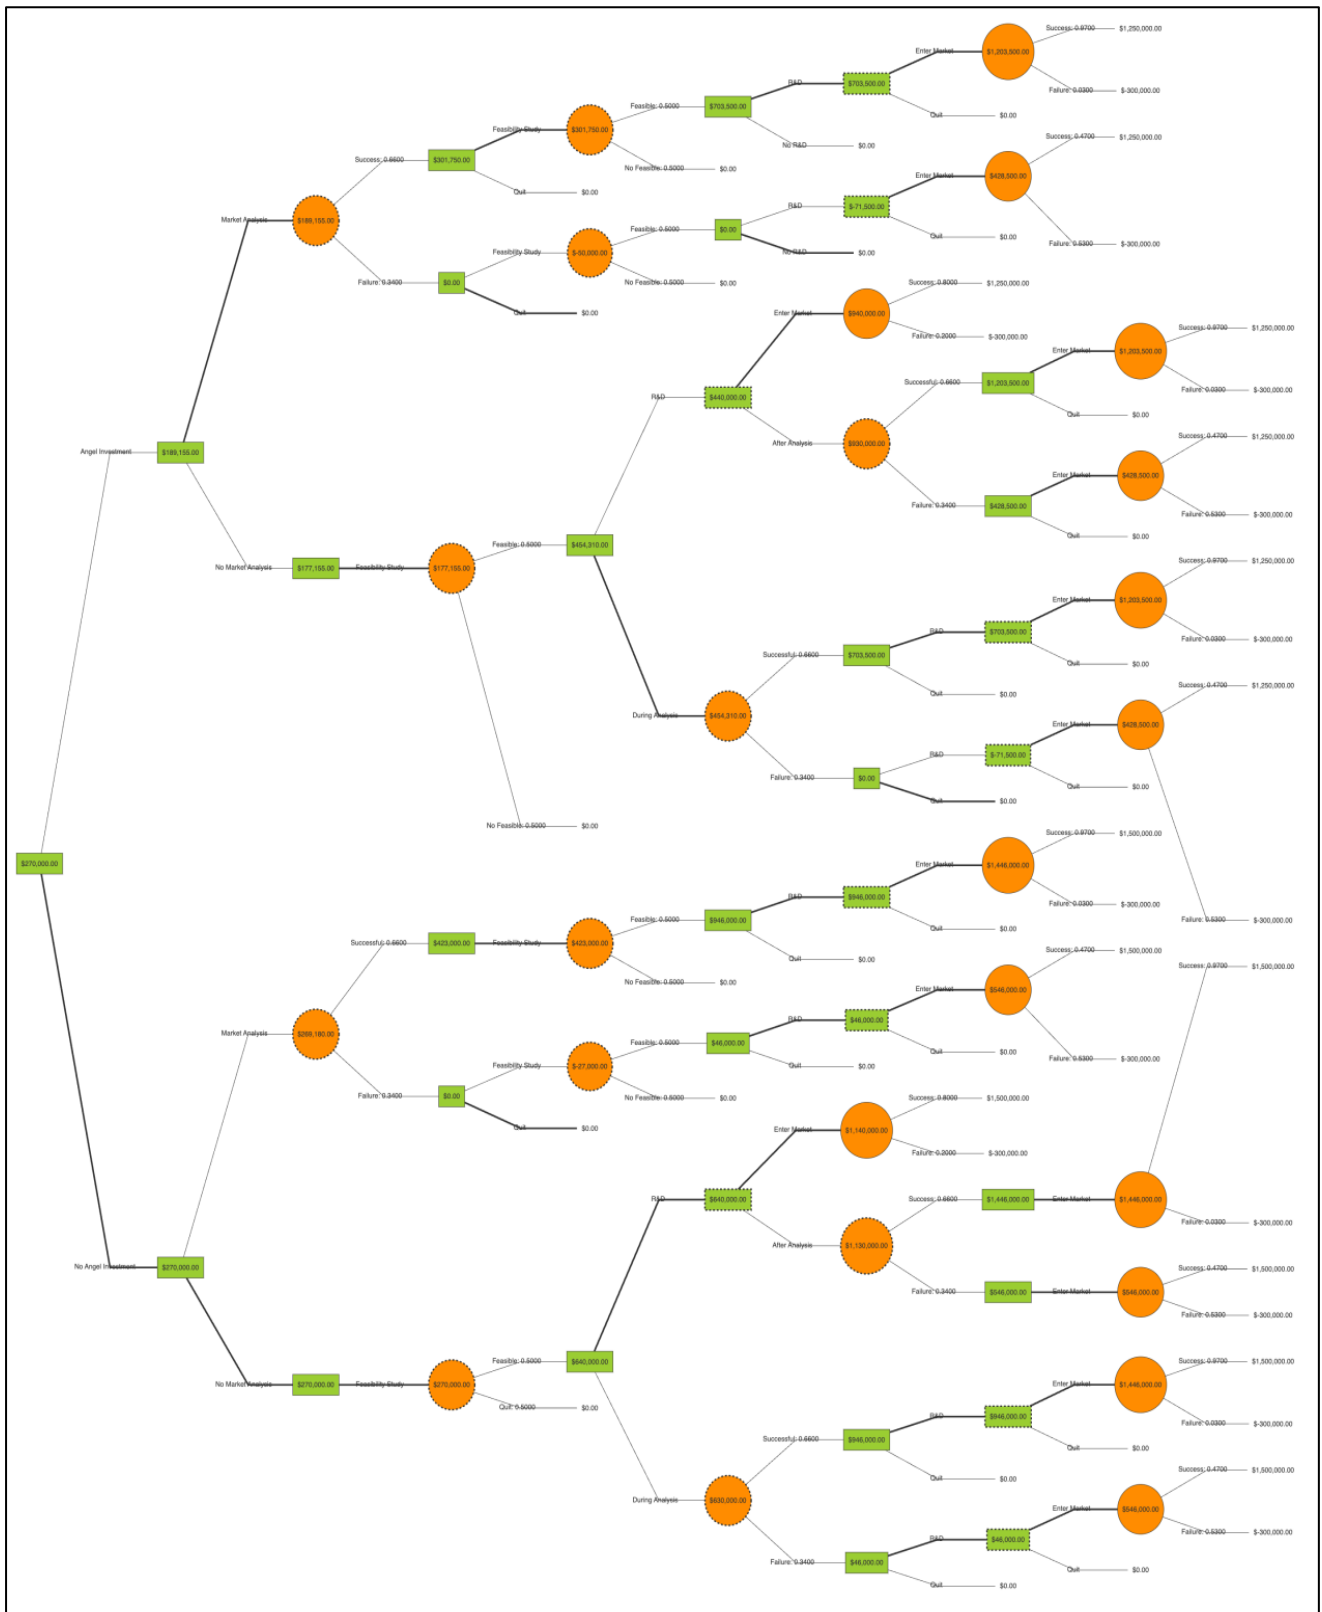 Success: 0.9700 $1,250,000.00
Enter Market $1,203,500.00
R&D $703,500.00
Failure: 0.0300 $-300,000.00
Feasible: 0.5000 $703,500.00
Quit $0.00
Feasibility Study $301,750.00
Success: 0.4700 $1,250,000.00
No R&D $0.00
Success: 0.6600 $301,750.00
No Feasible: 0.5000 $0.00
Enter Market $428,500.00
Quit $0.00
R&D $-71,500.00
Market Analysis $189,155.00
Feasible: 0.5000 $0.00
Quit $0.00
Failure: 0.5300 $-300,000.00
Feasibility Study $-50,000.00
No R&D $0.00
Failure: 0.3400 $0.00
No Feasible: 0.5000 $0.00
Success: 0.8000 $1,250,000.00
Quit $0.00
Enter Market $940,000.00
Success: 0.9700 $1,250,000.00
Failure: 0.2000 $-300,000.00
Enter Market $1,203,500.00
Successful: 0.6600 $1,203,500.00
Failure: 0.0300 $-300,000.00
R&D $440,000.00
Quit $0.00
Success: 0.4700 $1,250,000.00
After Analysis $930,000.00
Angel Investment $189,155.00
Enter Market $428,500.00
Failure: 0.3400 $428,500.00
Failure: 0.5300 $-300,000.00
Quit $0.00
Feasible: 0.5000 $454,310.00
Success: 0.9700 $1,250,000.00
No Market Analysis $177,155.00
Feasibility Study $177,155.00
Enter Market $1,203,500.00
R&D $703,500.00
Failure: 0.0300 $-300,000.00
Successful: 0.6600 $703,500.00
Quit $0.00
Success: 0.4700 $1,250,000.00
Quit $0.00
During Analysis $454,310.00
Enter Market $428,500.00
R&D $-71,500.00
Failure: 0.3400 $0.00
Quit $0.00
Quit $0.00
No Feasible: 0.5000 $0.00
Success: 0.9700 $1,500,000.00
$270,000.00
Enter Market $1,446,000.00
R&D $946,000.00
Failure: 0.0300 $-300,000.00
Feasible: 0.5000 $946,000.00
Failure: 0.5300 $-300,000.00
Quit $0.00
Successful: 0.6600 $423,000.00
Feasibility Study $423,000.00
Success: 0.4700 $1,500,000.00
Quit $0.00
Success: 0.9700 $1,500,000.00
No Feasible: 0.5000 $0.00
Enter Market $546,000.00
R&D $46,000.00
Market Analysis $269,180.00
Feasible: 0.5000 $46,000.00
Quit $0.00
Failure: 0.5300 $-300,000.00
Feasibility Study $-27,000.00
Quit $0.00
Failure: 0.3400 $0.00
No Feasible: 0.5000 $0.00
Success: 0.8000 $1,500,000.00
Quit $0.00
Enter Market $1,140,000.00
Failure: 0.2000 $-300,000.00
R&D $640,000.00
Success: 0.6600 $1,446,000.00
Enter Market $1,446,000.00
Failure: 0.0300 $-300,000.00
After Analysis $1,130,000.00
No Angel Investment $270,000.00
Success: 0.4700 $1,500,000.00
Failure: 0.3400 $546,000.00
Enter Market $546,000.00
Failure: 0.5300 $-300,000.00
Feasible: 0.5000 $640,000.00
Success: 0.9700 $1,500,000.00
No Market Analysis $270,000.00
Feasibility Study $270,000.00
Enter Market $1,446,000.00
Quit: 0.5000 $0.00
R&D $946,000.00
Failure: 0.0300 $-300,000.00
Successful: 0.6600 $946,000.00
Quit $0.00
Success: 0.4700 $1,500,000.00
Quit $0.00
During Analysis $630,000.00
Enter Market $546,000.00
R&D $46,000.00
Failure: 0.5300 $-300,000.00
Failure: 0.3400 $46,000.00
Quit $0.00
Quit $0.00